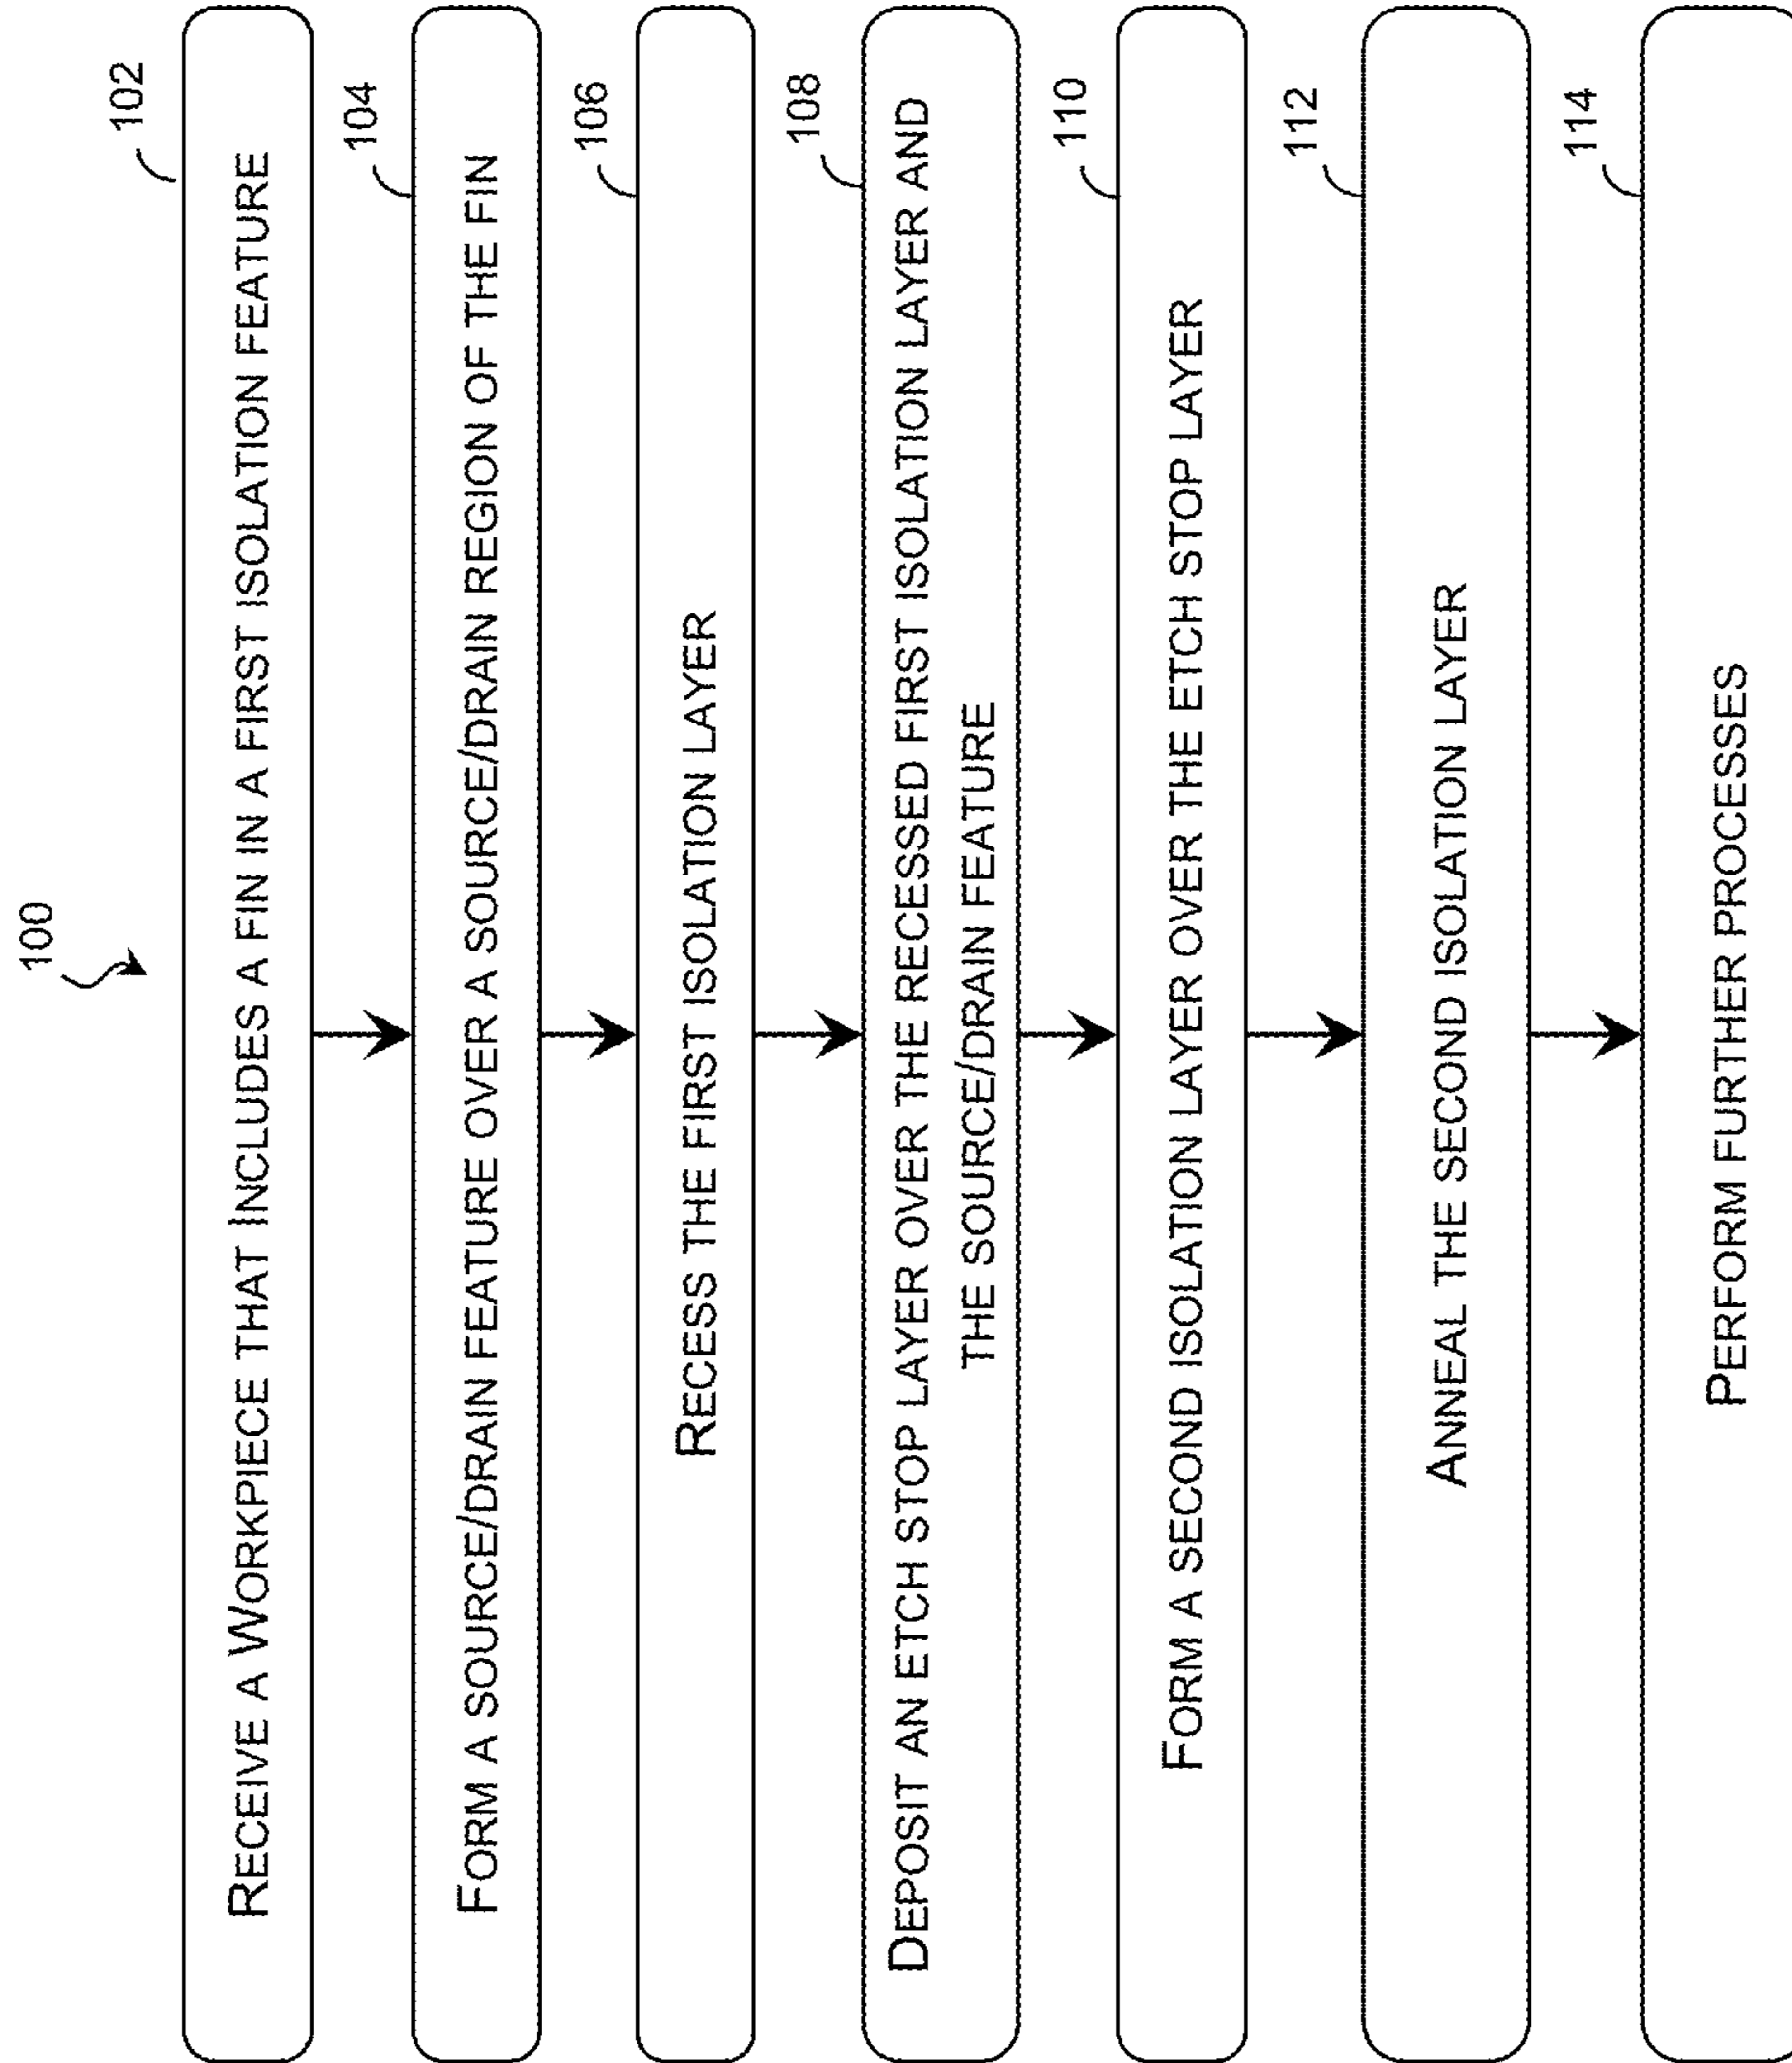 100
102
RECEIVE A WORKPIECE THAT INCLUDES A FIN IN A FIRST ISOLATION FEATURE
104
FORM A SOURCE/DRAIN FEATURE OVER A SOURCE/DRAIN REGION OF THE FIN
106
RECESS THE FIRST ISOLATION LAYER
108
DEPOSIT AN ETCH STOP LAYER OVER THE RECESSED FIRST ISOLATION LAYER AND
THE SOURCE/DRAIN FEATURE
110
FORM A SECOND ISOLATION LAYER OVER THE ETCH STOP LAYER
112
ANNEAL THE SECOND ISOLATION LAYER
114
PERFORM FURTHER PROCESSES